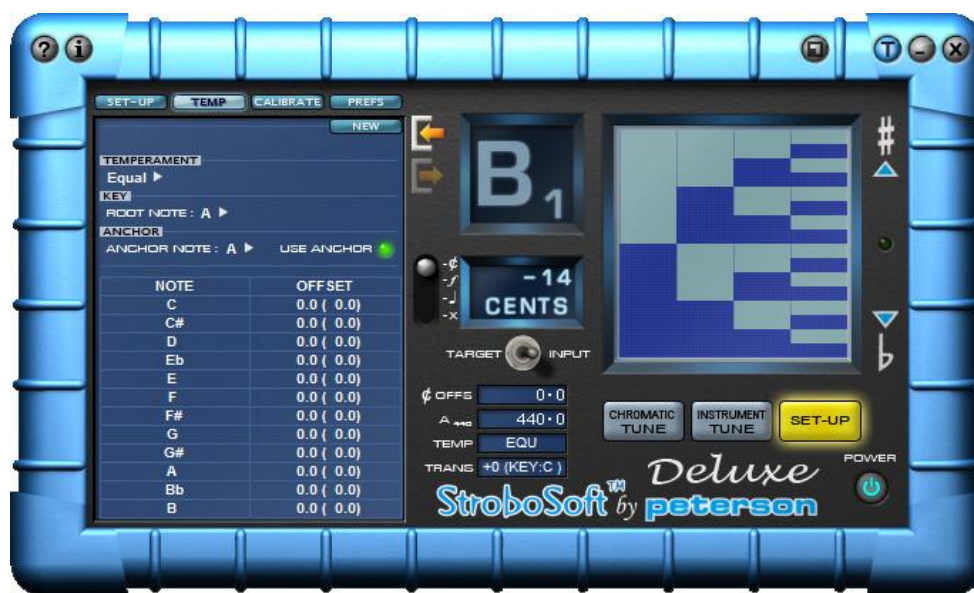 ? i T - X
SET-UP TEMP CALIBRATE PREFS
NEW
TEMPERAMENT
Equal
KEY
ROOT NOTE : A
ANCHOR
ANCHOR NOTE : A USE ANCHOR
NOTE OFFSET
C 0.0 ( 0.0)
C# 0.0 ( 0.0)
D 0.0 ( 0.0)
Eb 0.0 ( 0.0)
E 0.0 ( 0.0)
F 0.0 ( 0.0)
F# 0.0 ( 0.0)
G 0.0 ( 0.0)
G# 0.0 ( 0.0)
A 0.0 ( 0.0)
Bb 0.0 ( 0.0)
B 0.0 ( 0.0)
B1
-¢
-f
-♩
-x
-14
CENTS
TARGET INPUT
¢ OFFS 0·0
A 440 440·0
TEMP EQU
TRANS +0 (KEY:C )
♯
♭
CHROMATIC
TUNE
INSTRUMENT
TUNE
SET-UP
POWER
Deluxe
StroboSoft™ by peterson